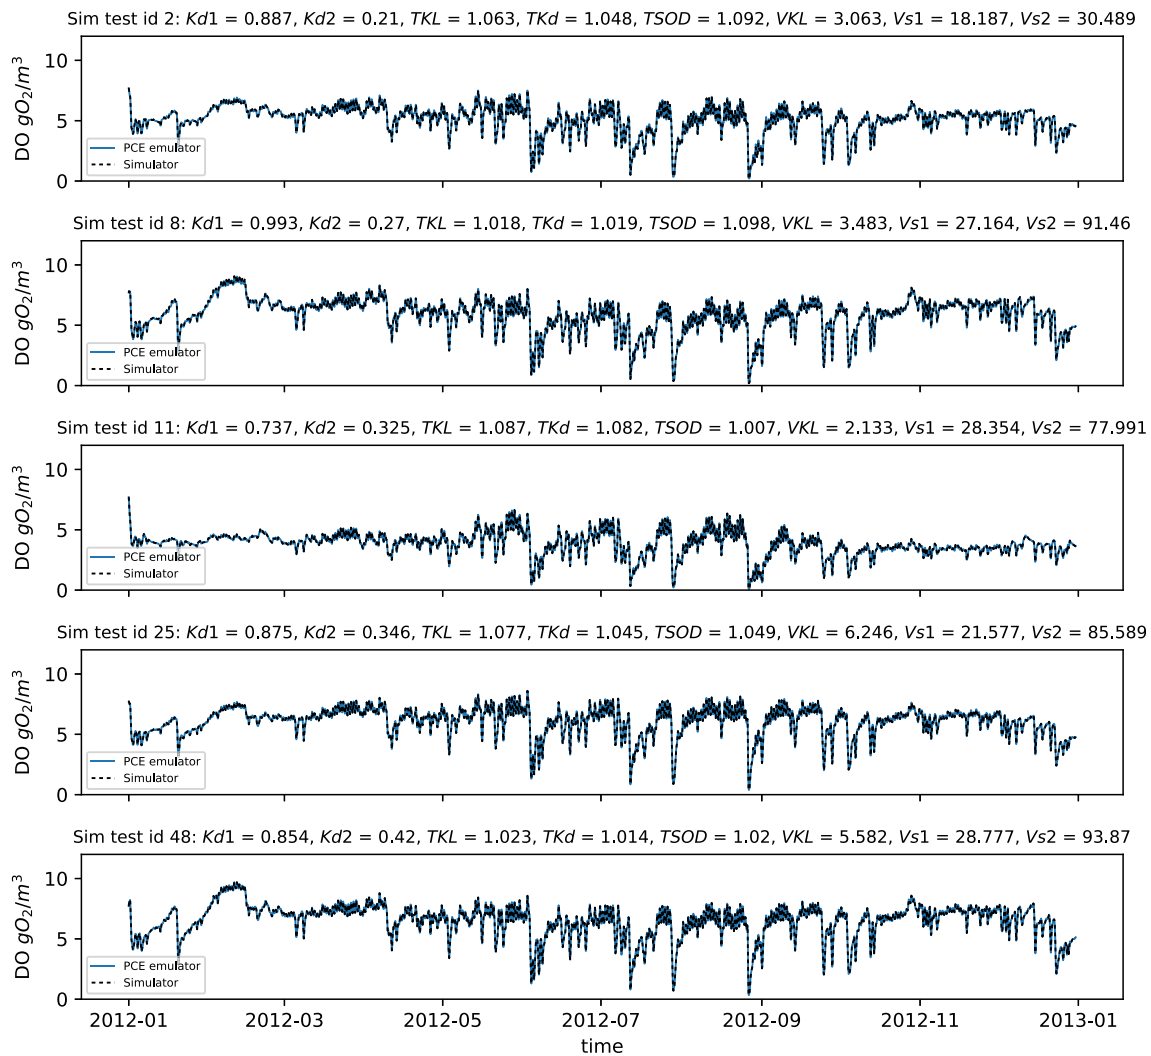 Sim test id 2: Kd1 = 0.887, Kd2 = 0.21, TKL = 1.063, TKd = 1.048, TSOD = 1.092, VKL = 3.063, Vs1 = 18.187, Vs2 = 30.489
DO gO2/m³
10
5
0
PCE emulator
Simulator
Sim test id 8: Kd1 = 0.993, Kd2 = 0.27, TKL = 1.018, TKd = 1.019, TSOD = 1.098, VKL = 3.483, Vs1 = 27.164, Vs2 = 91.46
DO gO2/m³
10
5
0
PCE emulator
Simulator
Sim test id 11: Kd1 = 0.737, Kd2 = 0.325, TKL = 1.087, TKd = 1.082, TSOD = 1.007, VKL = 2.133, Vs1 = 28.354, Vs2 = 77.991
DO gO2/m³
10
5
0
PCE emulator
Simulator
Sim test id 25: Kd1 = 0.875, Kd2 = 0.346, TKL = 1.077, TKd = 1.045, TSOD = 1.049, VKL = 6.246, Vs1 = 21.577, Vs2 = 85.589
DO gO2/m³
10
5
0
PCE emulator
Simulator
Sim test id 48: Kd1 = 0.854, Kd2 = 0.42, TKL = 1.023, TKd = 1.014, TSOD = 1.02, VKL = 5.582, Vs1 = 28.777, Vs2 = 93.87
DO gO2/m³
10
5
0
PCE emulator
Simulator
2012-01 2012-03 2012-05 2012-07 2012-09 2012-11 2013-01
time